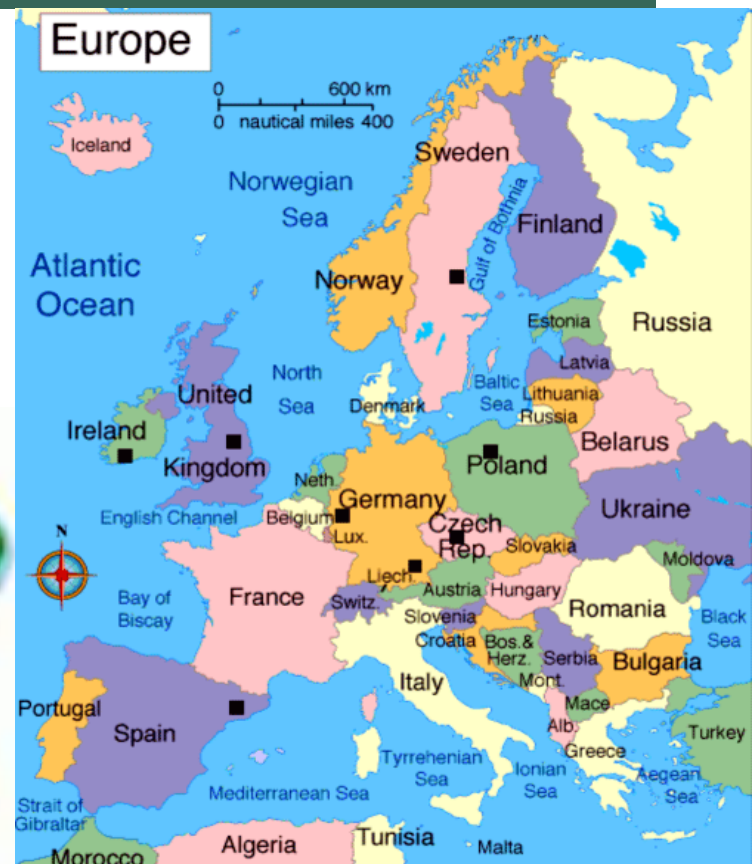 Europe
0 600 km
0 nautical miles 400
Iceland
Sweden
Norwegian
Sea
Gulf of Bothnia
Finland
Atlantic
Ocean
Norway
Estonia
Russia
North
Sea
Latvia
United
Kingdom
Denmark
Baltic
Sea
Lithuania
Russia
Ireland
Belarus
Poland
Neth.
Germany
English Channel
Belgium
Lux.
Czech
Rep.
Ukraine
N
Slovakia
Moldova
Liech.
Austria
Hungary
Bay of
Biscay
France
Switz.
Romania
Slovenia
Black
Sea
Croatia
Bos.&
Herz.
Serbia
Bulgaria
Italy
Mont.
Portugal
Spain
Mace.
Alb.
Turkey
Greece
Tyrrehenian
Sea
Ionian
Sea
Aegean
Sea
Mediterranean Sea
Strait of
Gibraltar
Morocco
Algeria
Tunisia
Malta